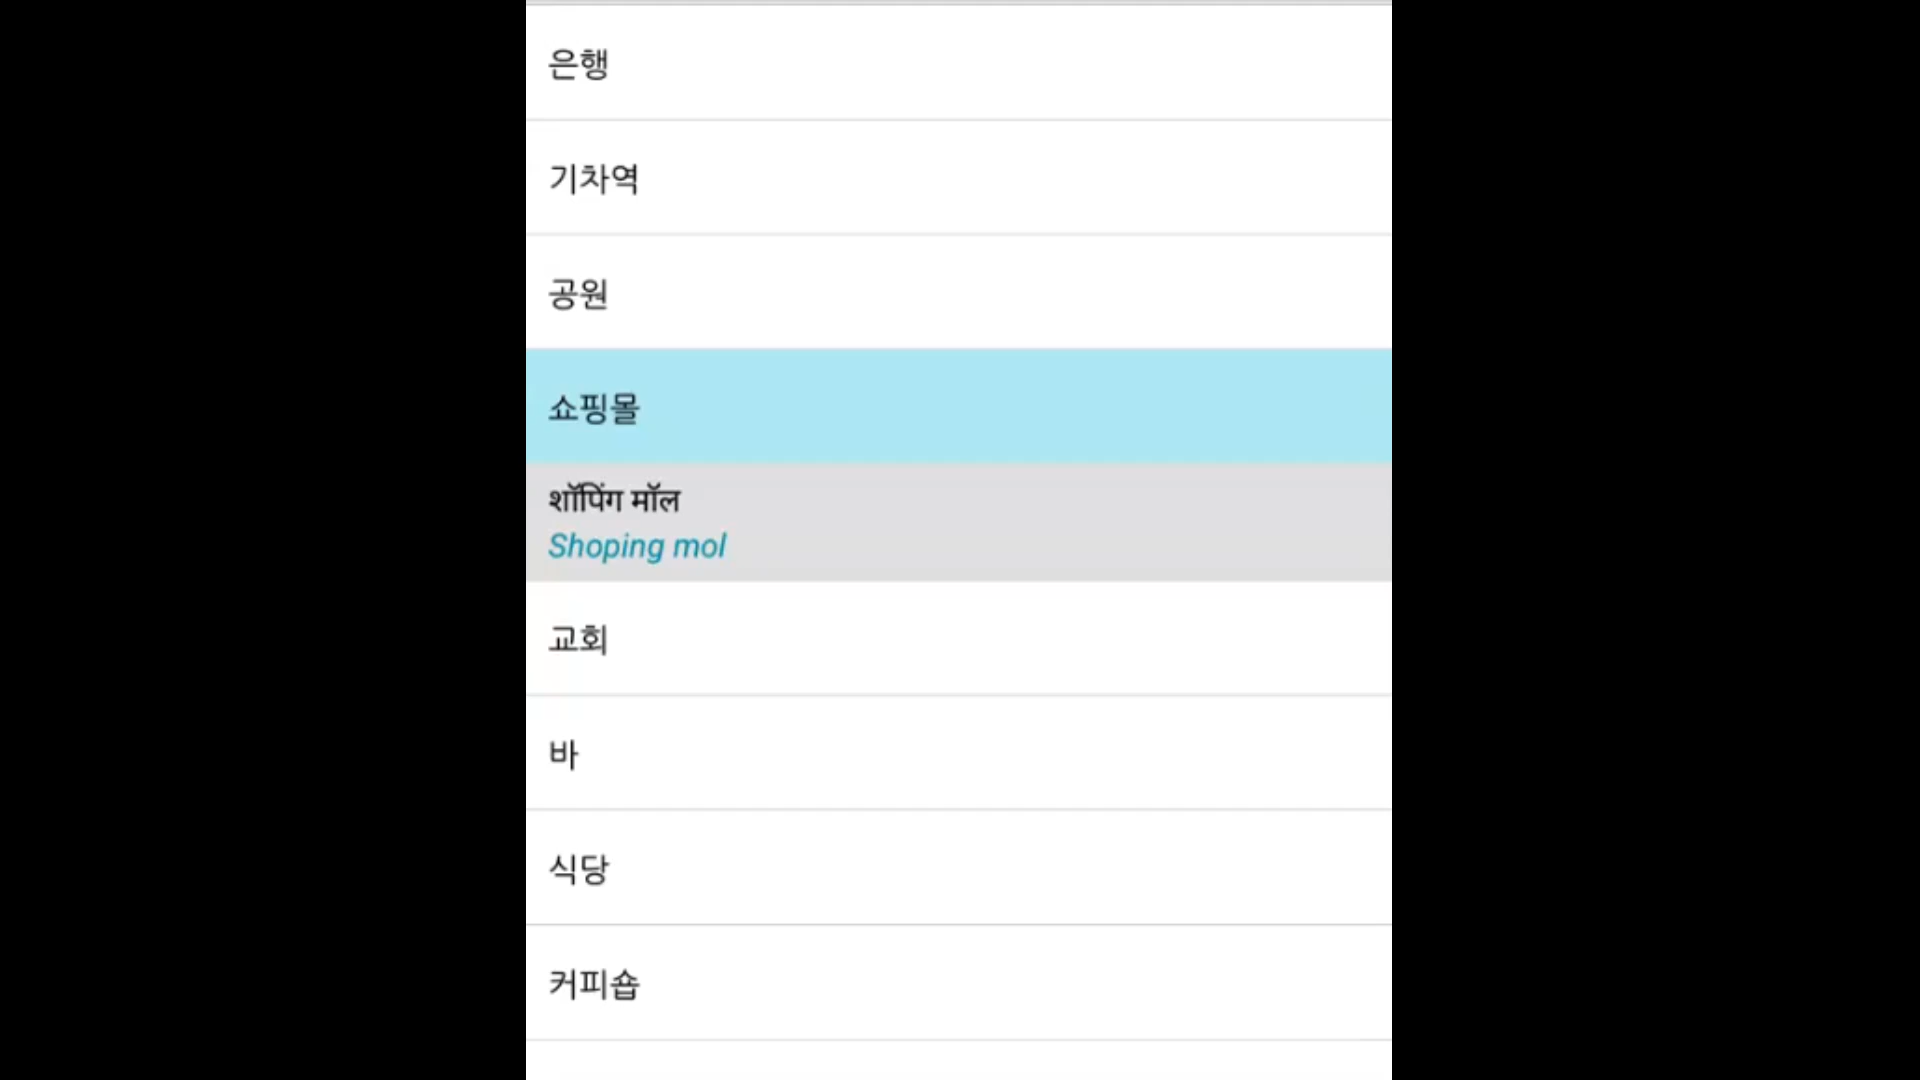 은행
기차역
공원
쇼핑몰
शॉपिंग मॉल
Shoping mol
교회
바
식당
커피숍